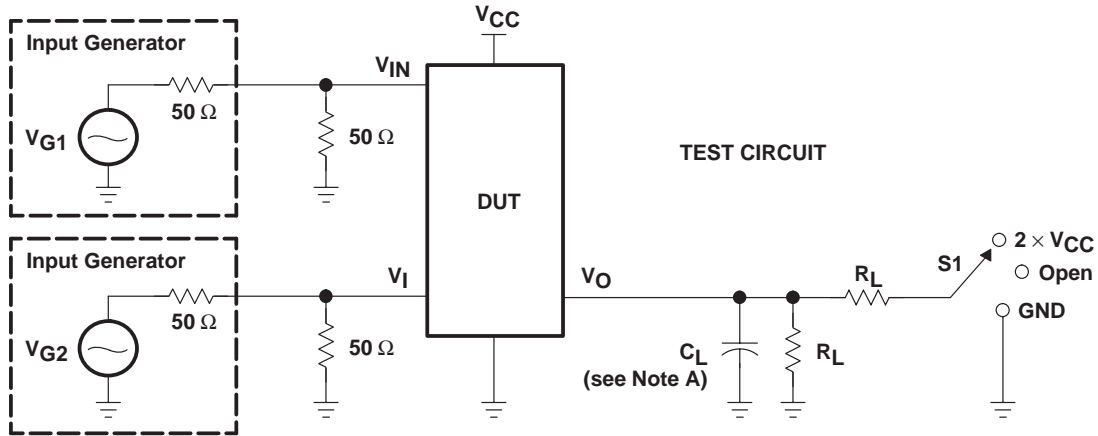 VCC
Input Generator
VIN
50 Ω
VG1
50 Ω
TEST CIRCUIT
DUT
Input Generator
VI
VO
50 Ω
VG2
50 Ω
CL
(see Note A)
RL
RL
S1
2 × VCC
Open
GND